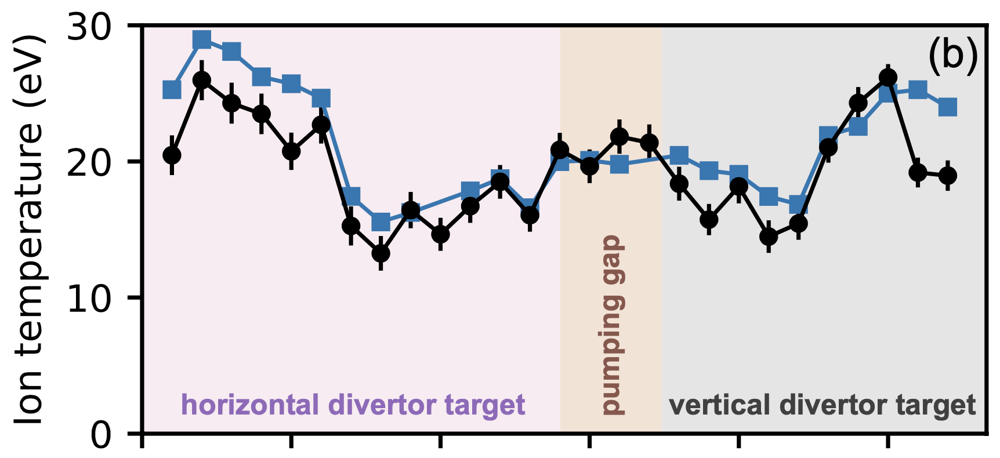 Ion temperature (eV)
30
20
10
0
(b)
horizontal divertor target
pumping gap
vertical divertor target